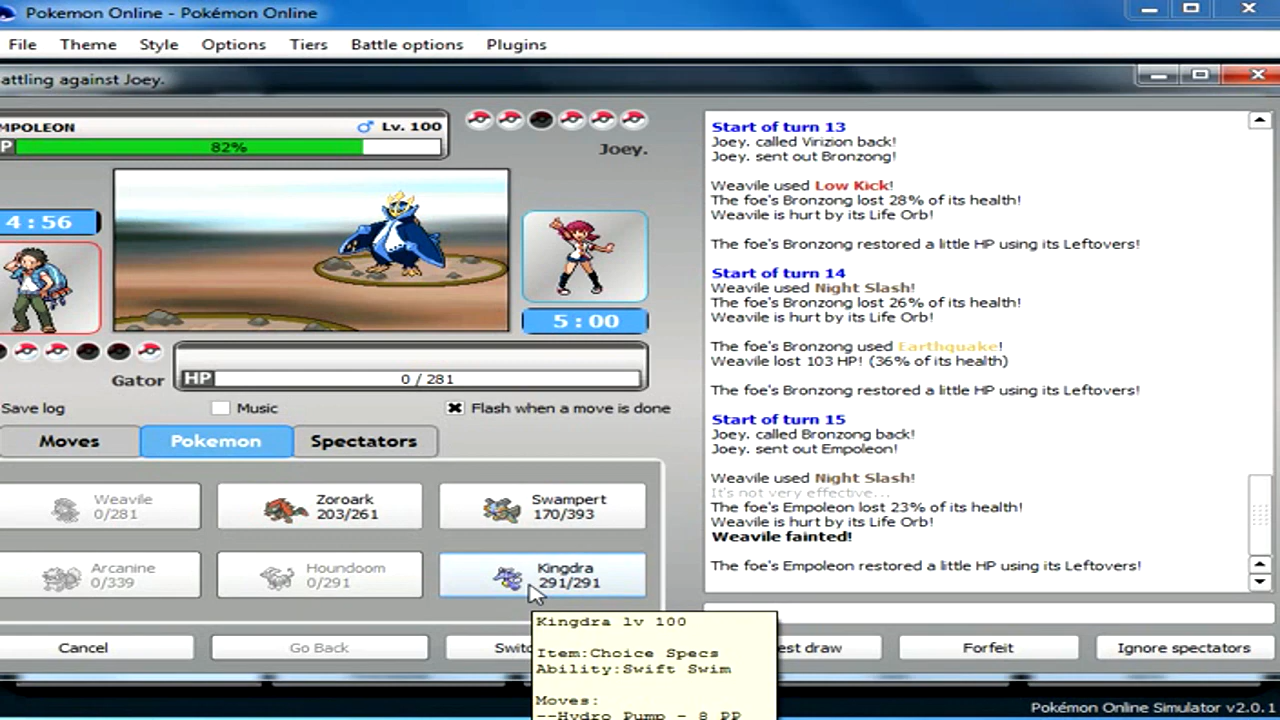 Pokemon Online - Pokémon Online
File Theme Style Options Tiers Battle options Plugins
attling against Joey.
MPOLEON ♂ Lv. 100
P 82%
Joey.
4:56
5:00
Gator
HP 0 / 281
Save log Music Flash when a move is done
Moves Pokemon Spectators
Weavile
0/281
Zoroark
203/261
Swampert
170/393
Arcanine
0/339
Houndoom
0/291
Kingdra
291/291
Kingdra lv 100
Item:Choice Specs
Ability:Swift Swim
Moves:
--Hydro Pump - 8 PP
Cancel Go Back Switc est draw Forfeit Ignore spectators
Start of turn 13
Joey. called Virizion back!
Joey. sent out Bronzong!
Weavile used Low Kick!
The foe's Bronzong lost 28% of its health!
Weavile is hurt by its Life Orb!
The foe's Bronzong restored a little HP using its Leftovers!
Start of turn 14
Weavile used Night Slash!
The foe's Bronzong lost 26% of its health!
Weavile is hurt by its Life Orb!
The foe's Bronzong used Earthquake!
Weavile lost 103 HP! (36% of its health)
The foe's Bronzong restored a little HP using its Leftovers!
Start of turn 15
Joey. called Bronzong back!
Joey. sent out Empoleon!
Weavile used Night Slash!
It's not very effective...
The foe's Empoleon lost 23% of its health!
Weavile is hurt by its Life Orb!
Weavile fainted!
The foe's Empoleon restored a little HP using its Leftovers!
Pokémon Online Simulator v2.0.1